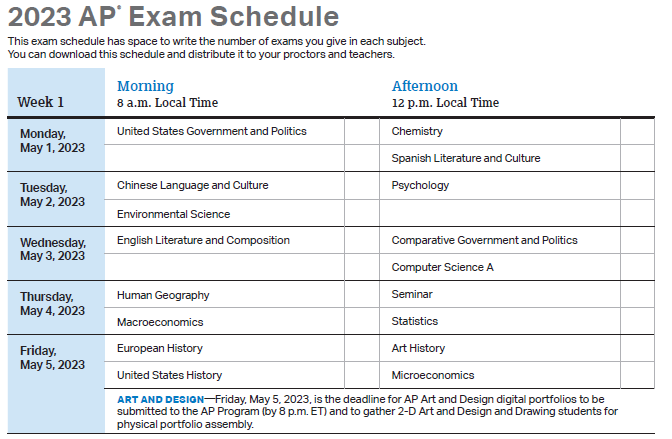 2023 AP® Exam Schedule
This exam schedule has space to write the number of exams you give in each subject.
You can download this schedule and distribute it to your proctors and teachers.
Week 1
Morning
8 a.m. Local Time
Afternoon
12 p.m. Local Time
Monday,
May 1, 2023
United States Government and Politics
Chemistry
Spanish Literature and Culture
Tuesday,
May 2, 2023
Chinese Language and Culture
Psychology
Environmental Science
Wednesday,
May 3, 2023
English Literature and Composition
Comparative Government and Politics
Computer Science A
Thursday,
May 4, 2023
Human Geography
Seminar
Macroeconomics
Statistics
Friday,
May 5, 2023
European History
Art History
United States History
Microeconomics
ART AND DESIGN—Friday, May 5, 2023, is the deadline for AP Art and Design digital portfolios to be
submitted to the AP Program (by 8 p.m. ET) and to gather 2-D Art and Design and Drawing students for
physical portfolio assembly.